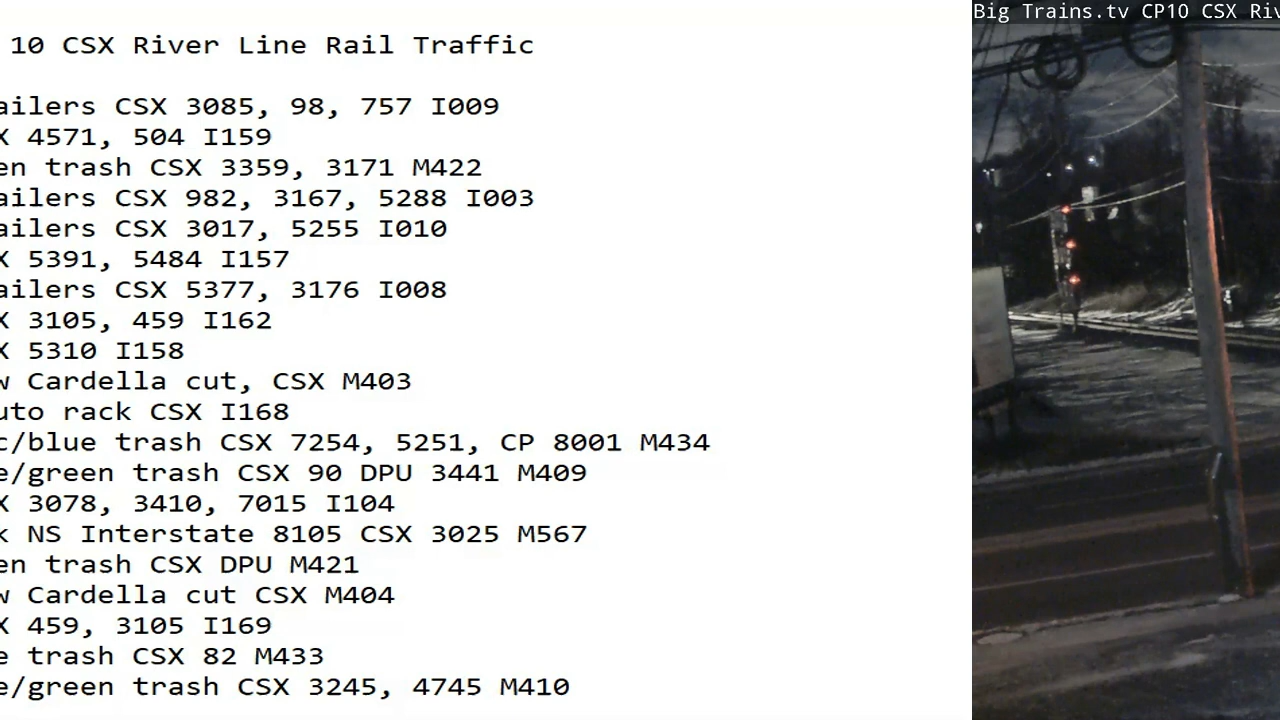 10 CSX River Line Rail Traffic
ailers CSX 3085, 98, 757 I009
X 4571, 504 I159
en trash CSX 3359, 3171 M422
ailers CSX 982, 3167, 5288 I003
ailers CSX 3017, 5255 I010
X 5391, 5484 I157
ailers CSX 5377, 3176 I008
X 3105, 459 I162
X 5310 I158
w Cardella cut, CSX M403
uto rack CSX I168
c/blue trash CSX 7254, 5251, CP 8001 M434
e/green trash CSX 90 DPU 3441 M409
X 3078, 3410, 7015 I104
k NS Interstate 8105 CSX 3025 M567
en trash CSX DPU M421
w Cardella cut CSX M404
X 459, 3105 I169
e trash CSX 82 M433
e/green trash CSX 3245, 4745 M410
Big Trains.tv CP10 CSX Riv